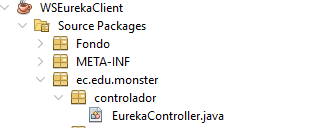 WSEurekaClient
Source Packages
Fondo
META-INF
ec.edu.monster
controlador
EurekaController.java